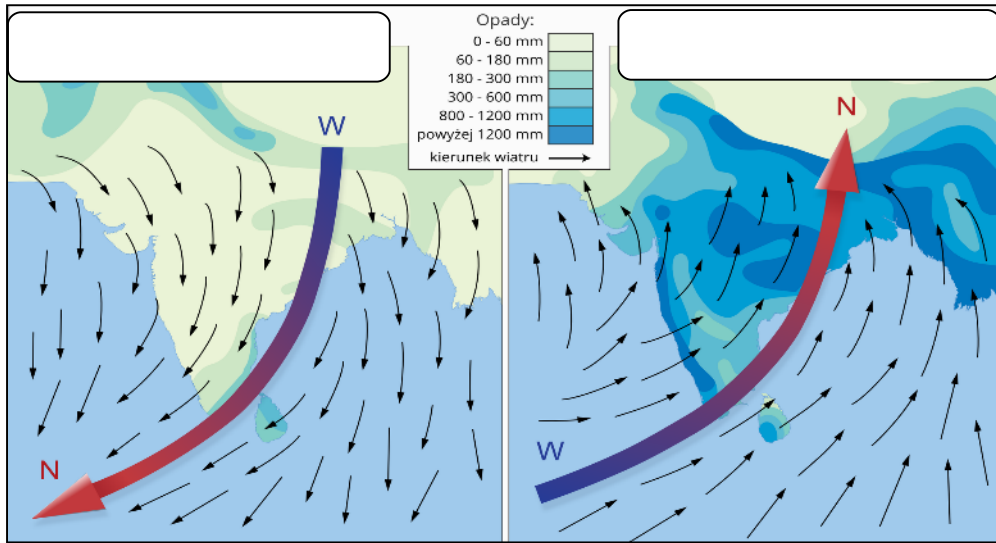 Opady:
0 - 60 mm
60 - 180 mm
180 - 300 mm
300 - 600 mm
800 - 1200 mm
powyżej 1200 mm
kierunek wiatru
W
N
N
W